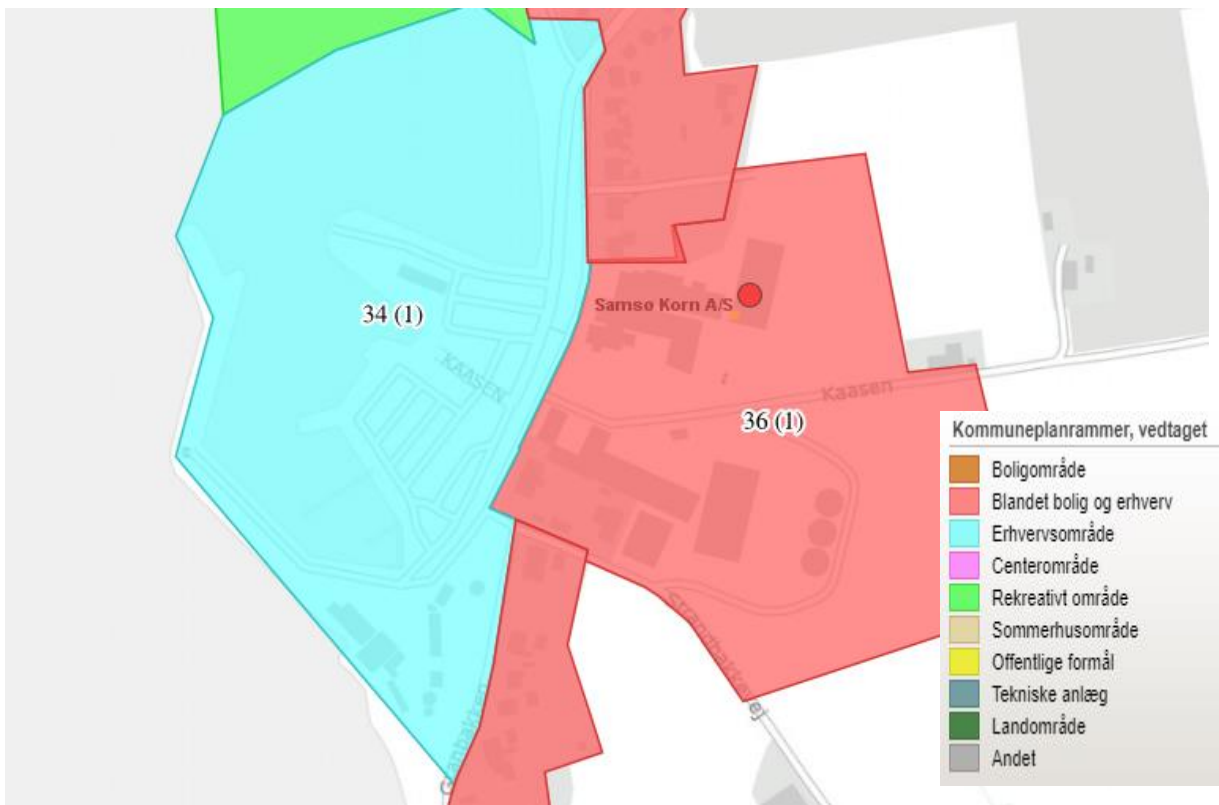 34 (1)
KAASEN
Samsø Korn A/S
Kaasen
36 (1)
Strandbakkevej
Kommuneplanrammer, vedtaget
Boligområde
Blandet bolig og erhverv
Erhvervsområde
Centerområde
Rekreativt område
Sommerhusområde
Offentlige formål
Tekniske anlæg
Landområde
Andet